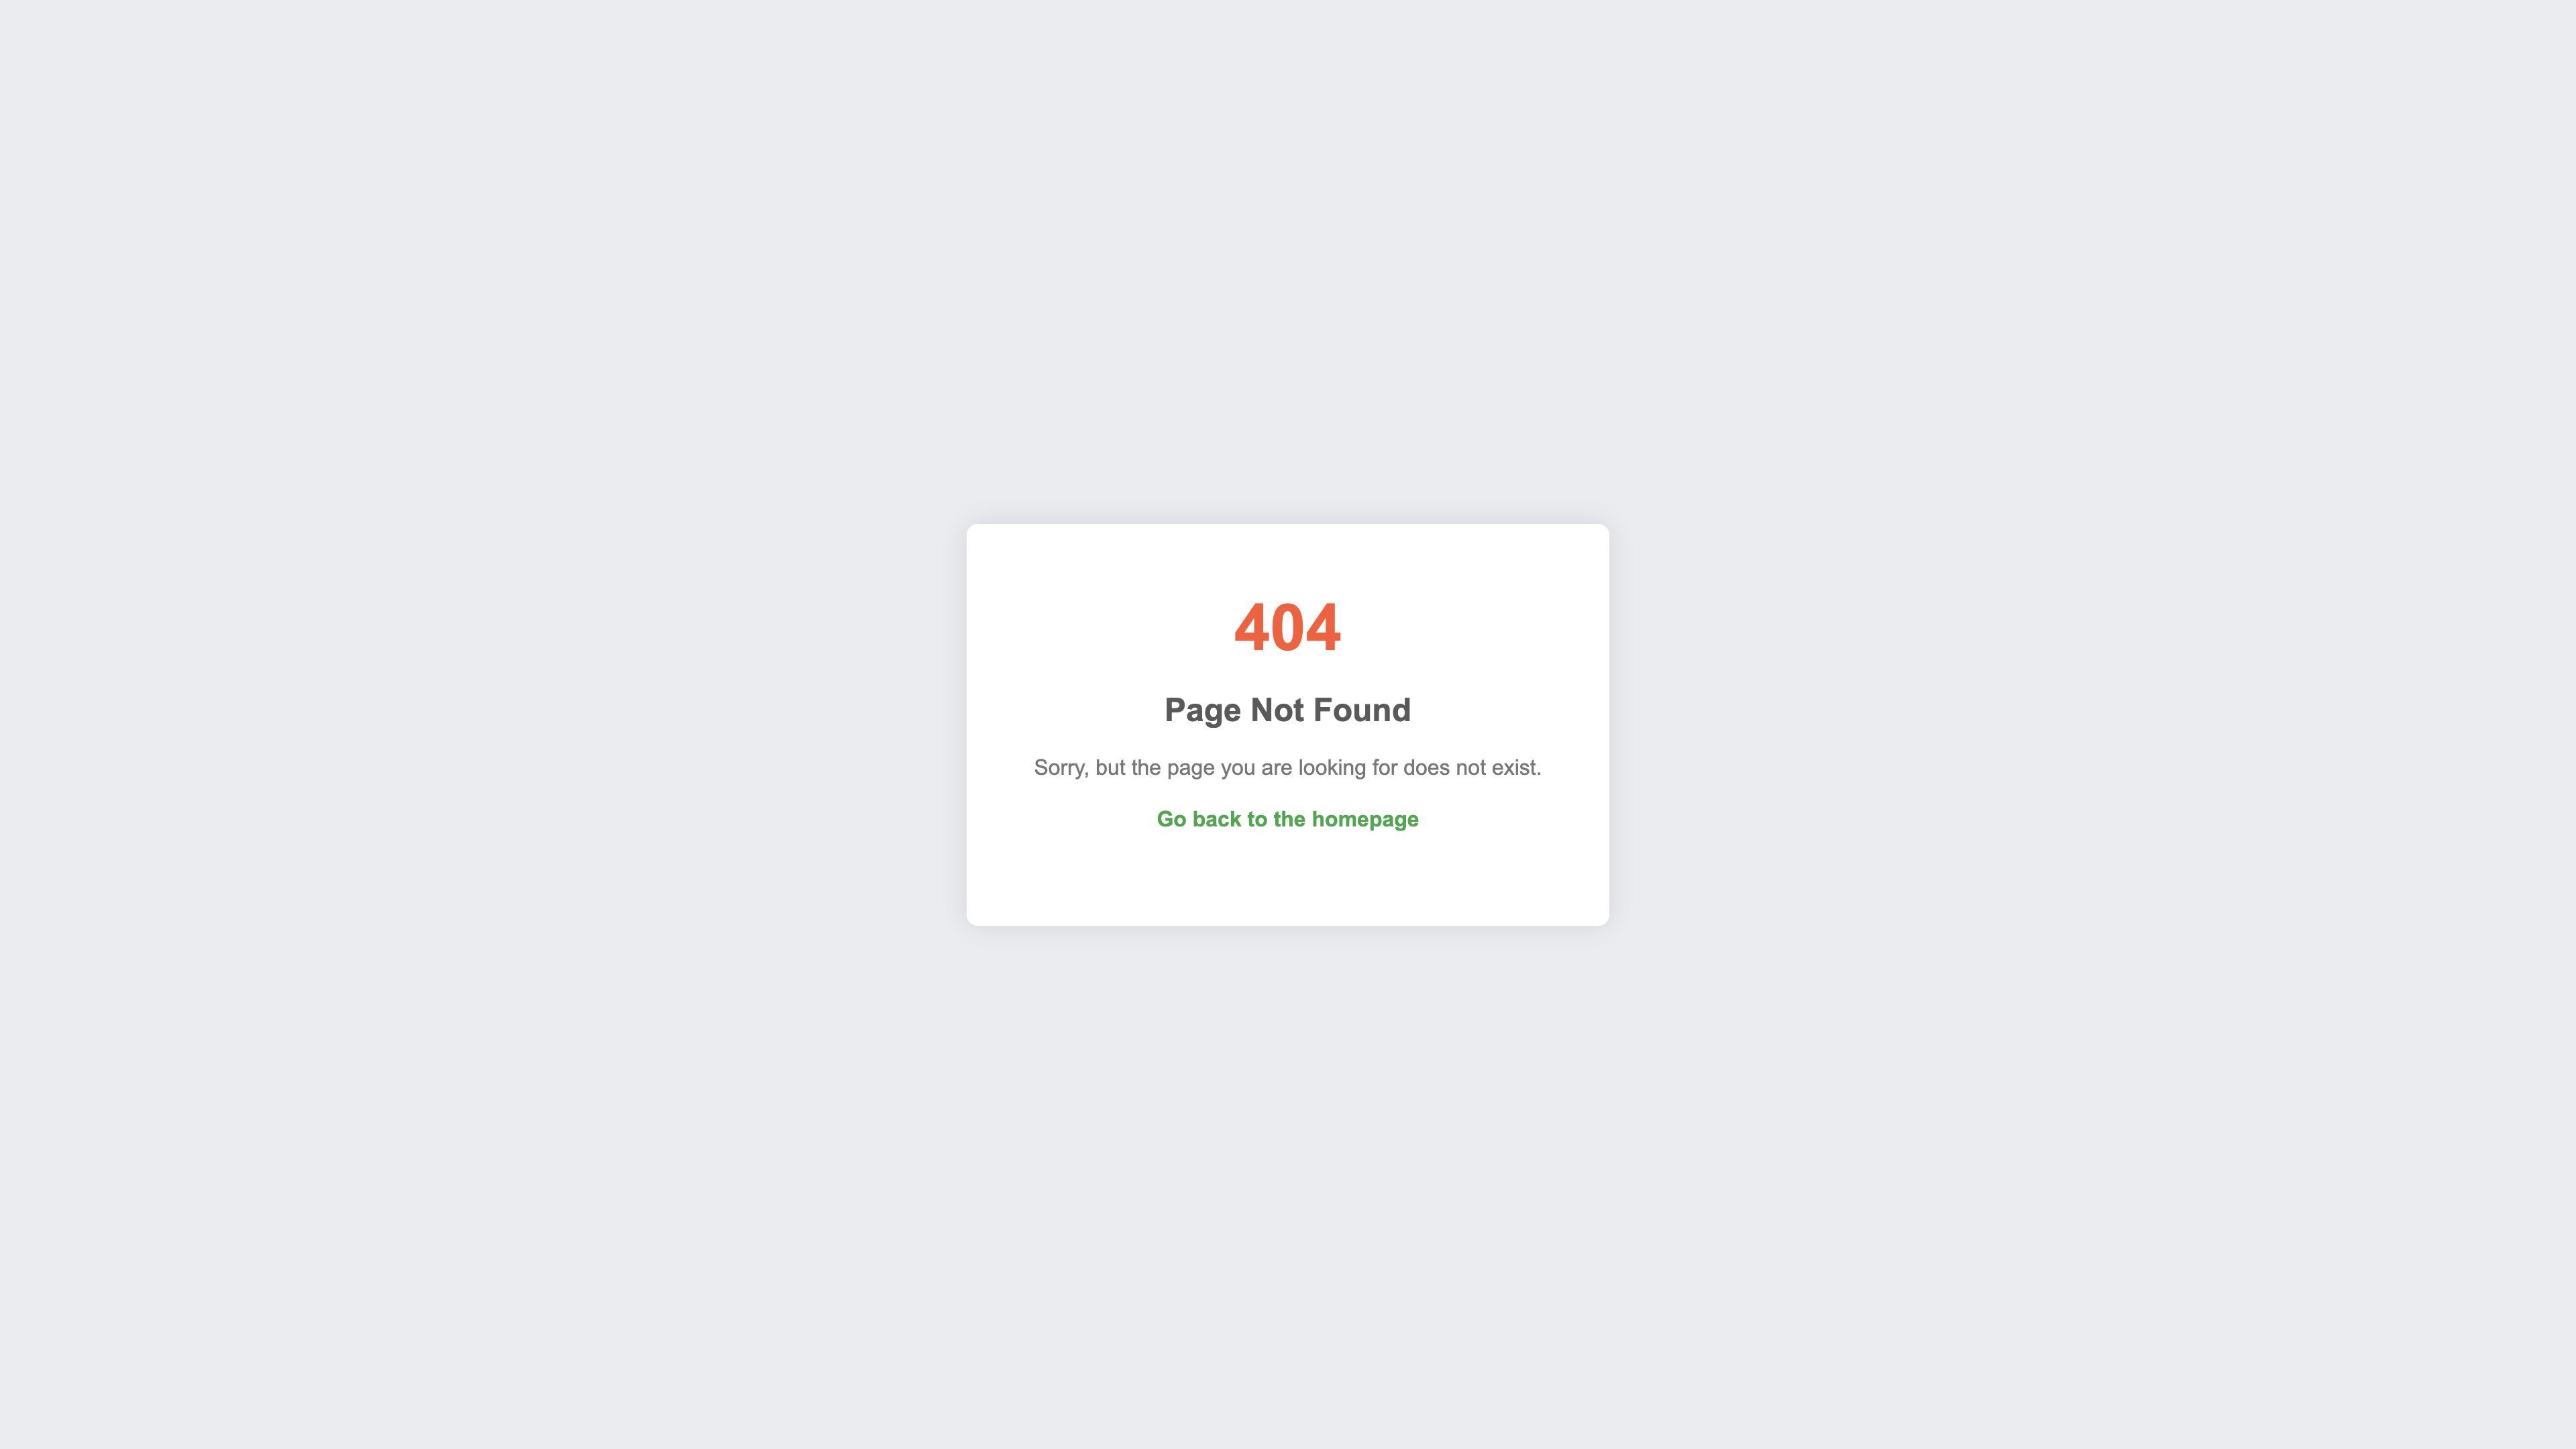 404
Page Not Found
Sorry, but the page you are looking for does not exist.
Go back to the homepage